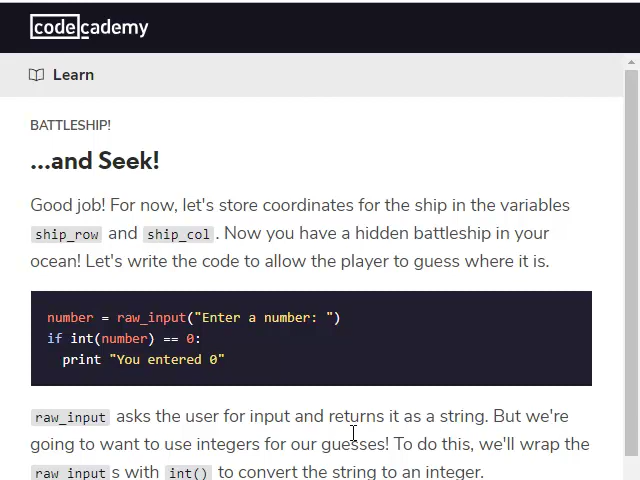 codecademy
Learn
BATTLESHIP!
...and Seek!
Good job! For now, let's store coordinates for the ship in the variables
ship_row and ship_col. Now you have a hidden battleship in your
ocean! Let's write the code to allow the player to guess where it is.
number = raw_input("Enter a number: ")
if int(number) == 0:
  print "You entered 0"
raw_input asks the user for input and returns it as a string. But we're
going to want to use integers for our guesses! To do this, we'll wrap the
raw_inputs with int() to convert the string to an integer.